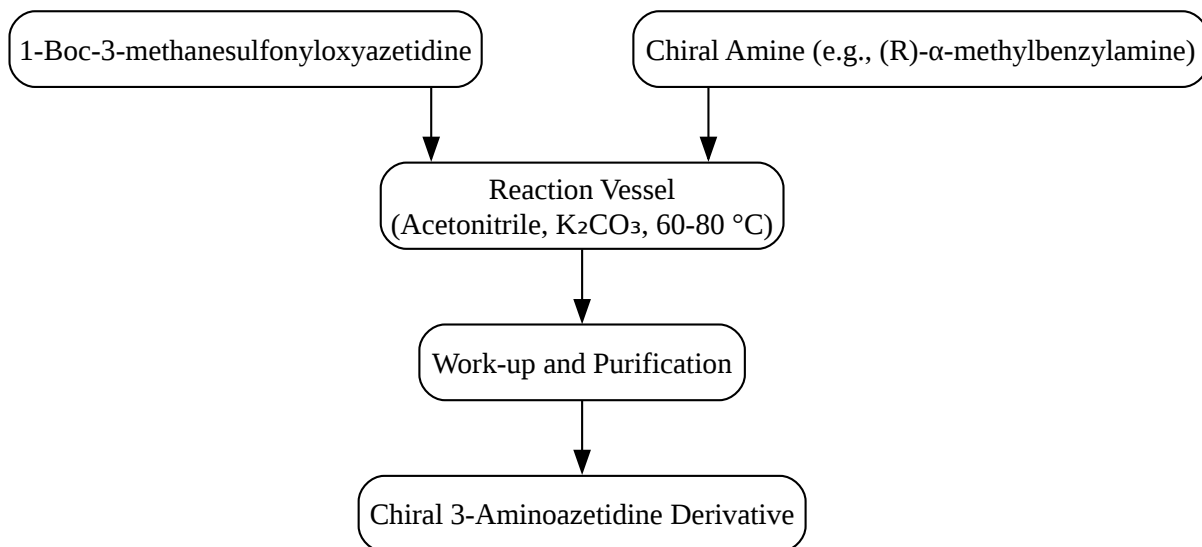 1-Boc-3-methanesulfonyloxyazetidine
Chiral Amine (e.g., (R)-α-methylbenzylamine)
Reaction Vessel
(Acetonitrile, K₂CO₃, 60-80 °C)
Work-up and Purification
Chiral 3-Aminoazetidine Derivative